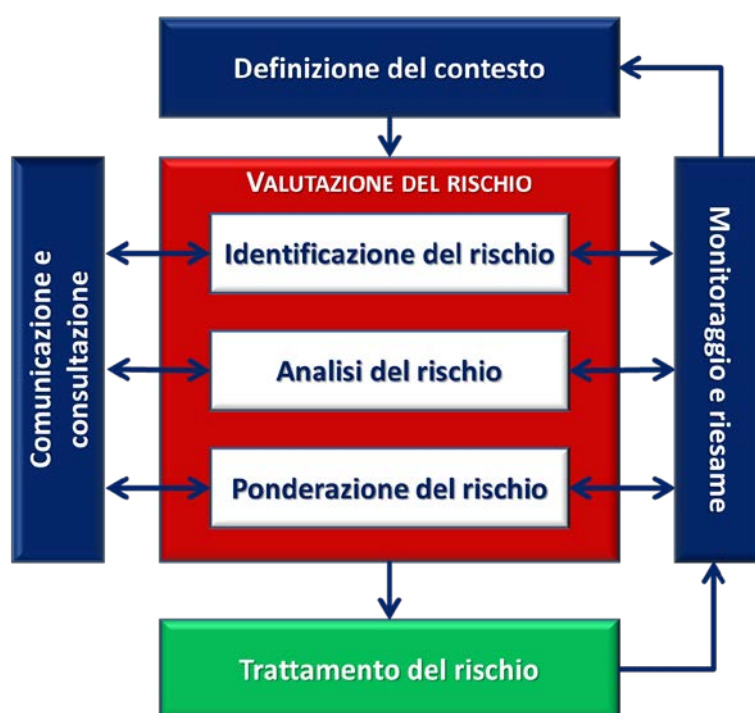 Definizione del contesto
VALUTAZIONE DEL RISCHIO
Identificazione del rischio
Analisi del rischio
Ponderazione del rischio
Comunicazione e
consultazione
Monitoraggio e riesame
Trattamento del rischio